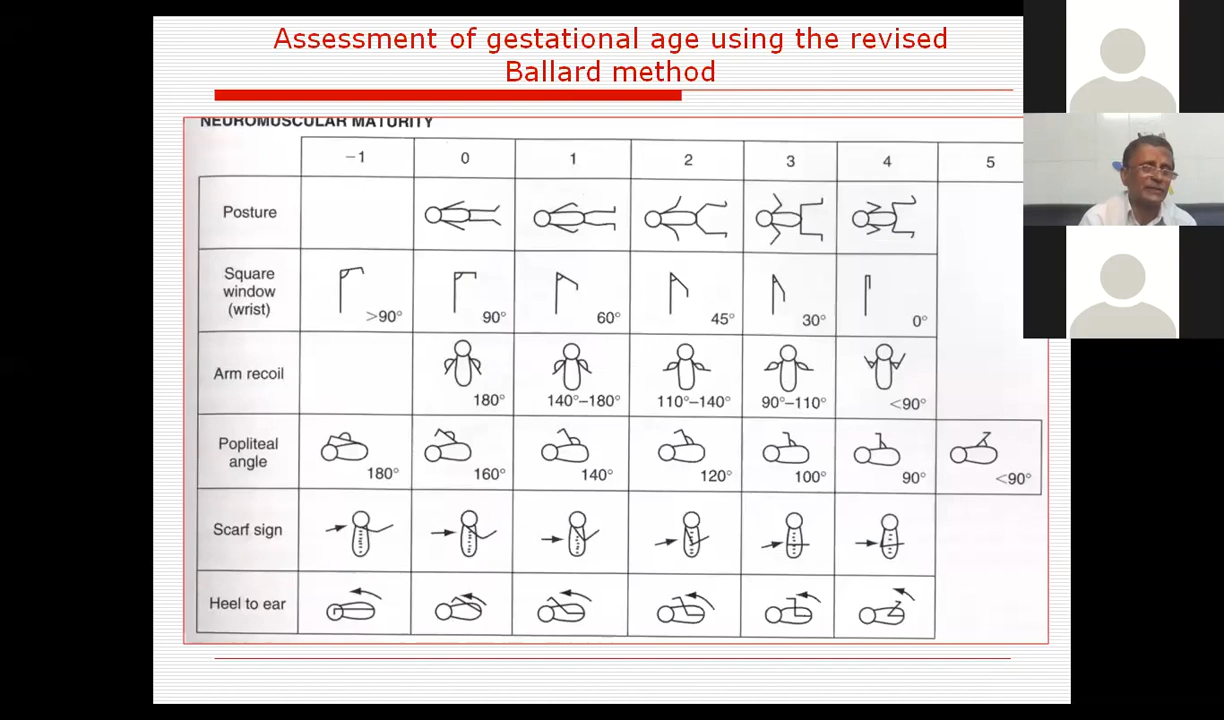 Assessment of gestational age using the revised
Ballard method
NEUROMUSCULAR MATURITY
−1 0 1 2 3 4 5
Posture
Square
window
(wrist)
>90° 90° 60° 45° 30° 0°
Arm recoil
180° 140°–180° 110°–140° 90°–110° <90°
Popliteal
angle
180° 160° 140° 120° 100° 90° <90°
Scarf sign
Heel to ear